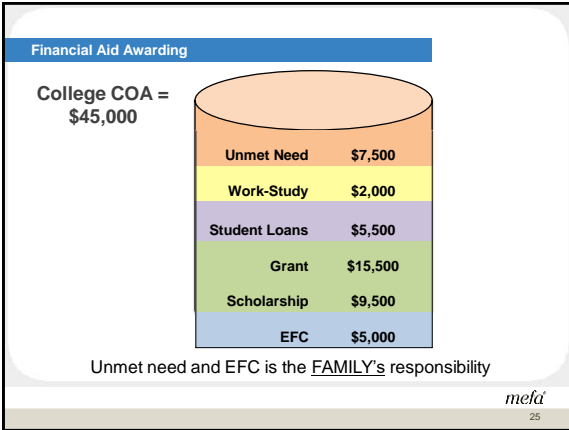 Financial Aid Awarding
College COA =
$45,000
Unmet Need $7,500
Work-Study $2,000
Student Loans $5,500
Grant $15,500
Scholarship $9,500
EFC $5,000
Unmet need and EFC is the FAMILY's responsibility
mefa
25